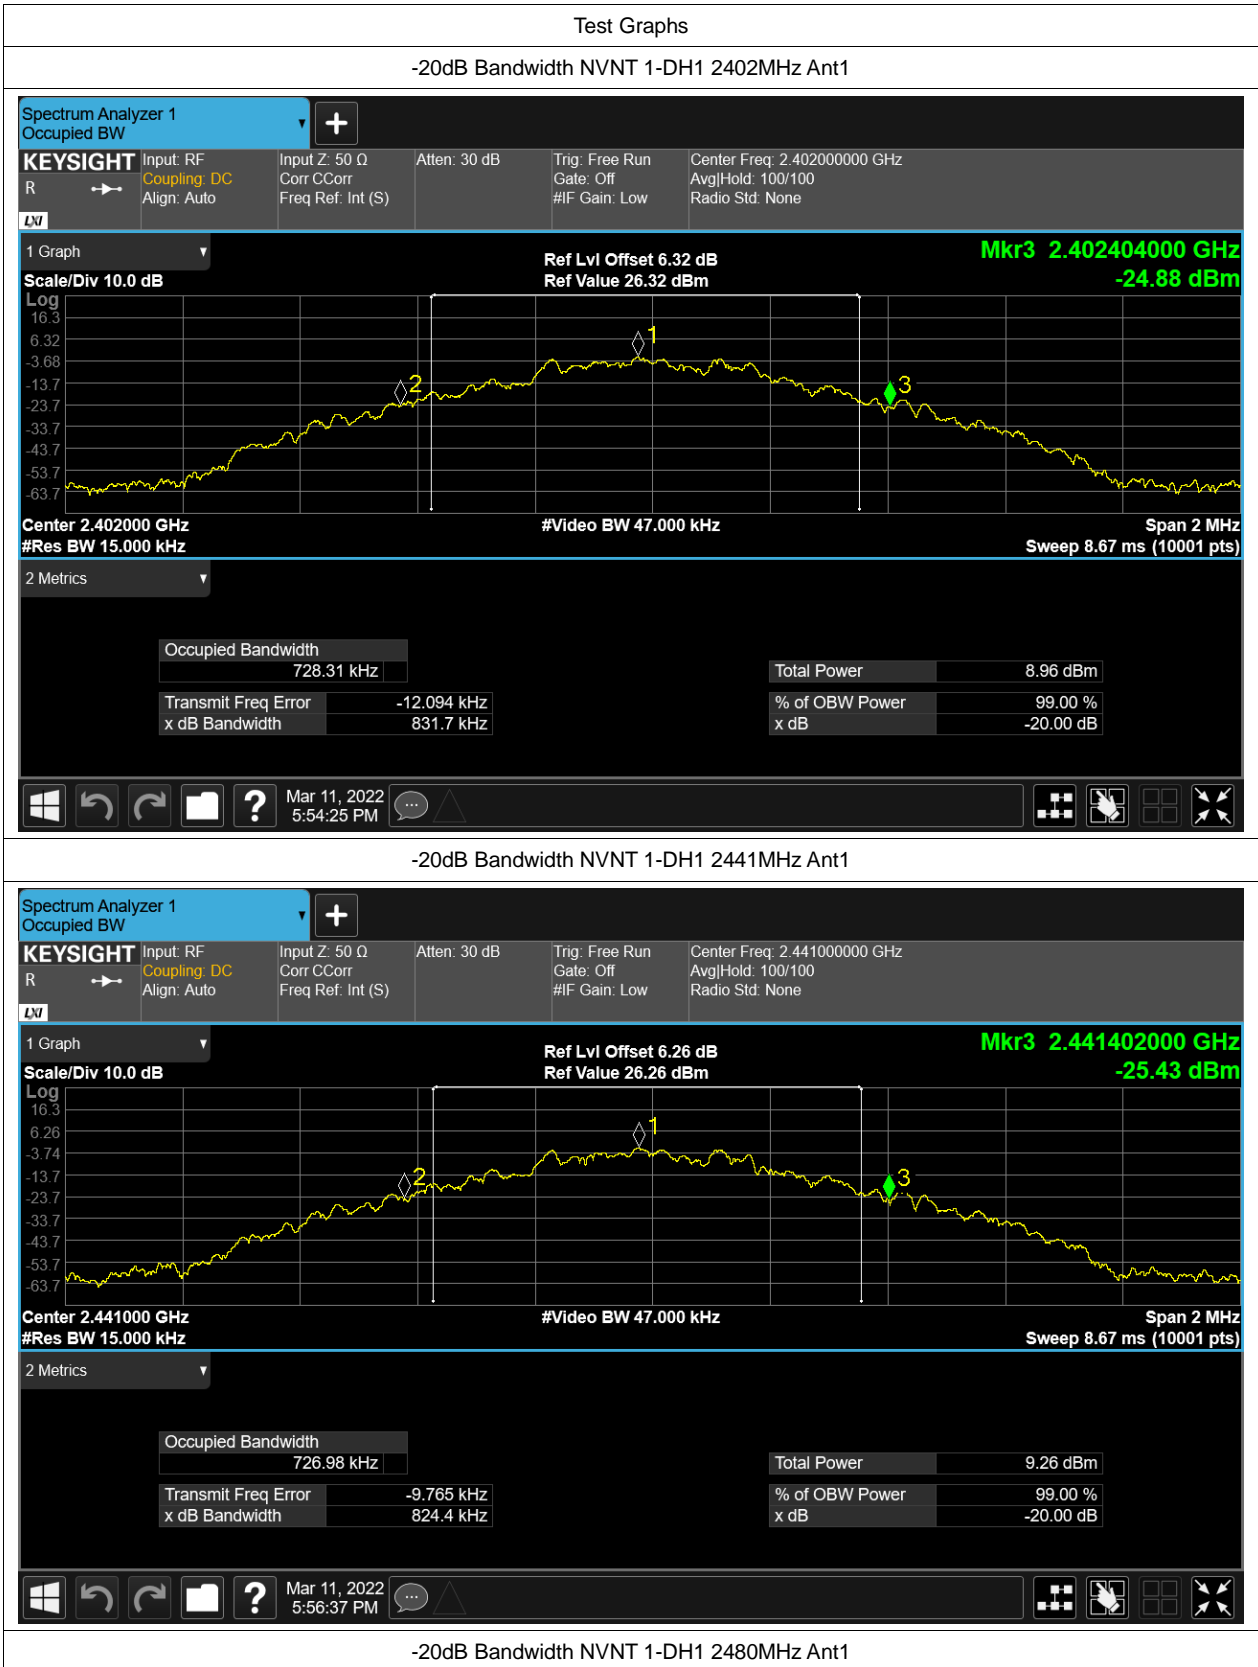 Test Graphs
-20dB Bandwidth NVNT 1-DH1 2402MHz Ant1
Spectrum Analyzer 1
Occupied BW
KEYSIGHT
R
LXI
Input: RF
Coupling: DC
Align: Auto
Input Z: 50 Ω
Corr CCorr
Freq Ref: Int (S)
Atten: 30 dB
Trig: Free Run
Gate: Off
#IF Gain: Low
Center Freq: 2.402000000 GHz
Avg|Hold: 100/100
Radio Std: None
1 Graph
Scale/Div 10.0 dB
Ref Lvl Offset 6.32 dB
Ref Value 26.32 dBm
Mkr3 2.402404000 GHz
-24.88 dBm
Log
16.3
6.32
-3.68
-13.7
-23.7
-33.7
-43.7
-53.7
-63.7
1
2
3
Center 2.402000 GHz
#Video BW 47.000 kHz
Span 2 MHz
#Res BW 15.000 kHz
Sweep 8.67 ms (10001 pts)
2 Metrics
Occupied Bandwidth
728.31 kHz
Total Power 8.96 dBm
Transmit Freq Error -12.094 kHz
% of OBW Power 99.00 %
x dB Bandwidth 831.7 kHz
x dB -20.00 dB
?
Mar 11, 2022
5:54:25 PM
-20dB Bandwidth NVNT 1-DH1 2441MHz Ant1
Spectrum Analyzer 1
Occupied BW
KEYSIGHT
R
LXI
Input: RF
Coupling: DC
Align: Auto
Input Z: 50 Ω
Corr CCorr
Freq Ref: Int (S)
Atten: 30 dB
Trig: Free Run
Gate: Off
#IF Gain: Low
Center Freq: 2.441000000 GHz
Avg|Hold: 100/100
Radio Std: None
1 Graph
Scale/Div 10.0 dB
Ref Lvl Offset 6.26 dB
Ref Value 26.26 dBm
Mkr3 2.441402000 GHz
-25.43 dBm
Log
16.3
6.26
-3.74
-13.7
-23.7
-33.7
-43.7
-53.7
-63.7
1
2
3
Center 2.441000 GHz
#Video BW 47.000 kHz
Span 2 MHz
#Res BW 15.000 kHz
Sweep 8.67 ms (10001 pts)
2 Metrics
Occupied Bandwidth
726.98 kHz
Total Power 9.26 dBm
Transmit Freq Error -9.765 kHz
% of OBW Power 99.00 %
x dB Bandwidth 824.4 kHz
x dB -20.00 dB
?
Mar 11, 2022
5:56:37 PM
-20dB Bandwidth NVNT 1-DH1 2480MHz Ant1